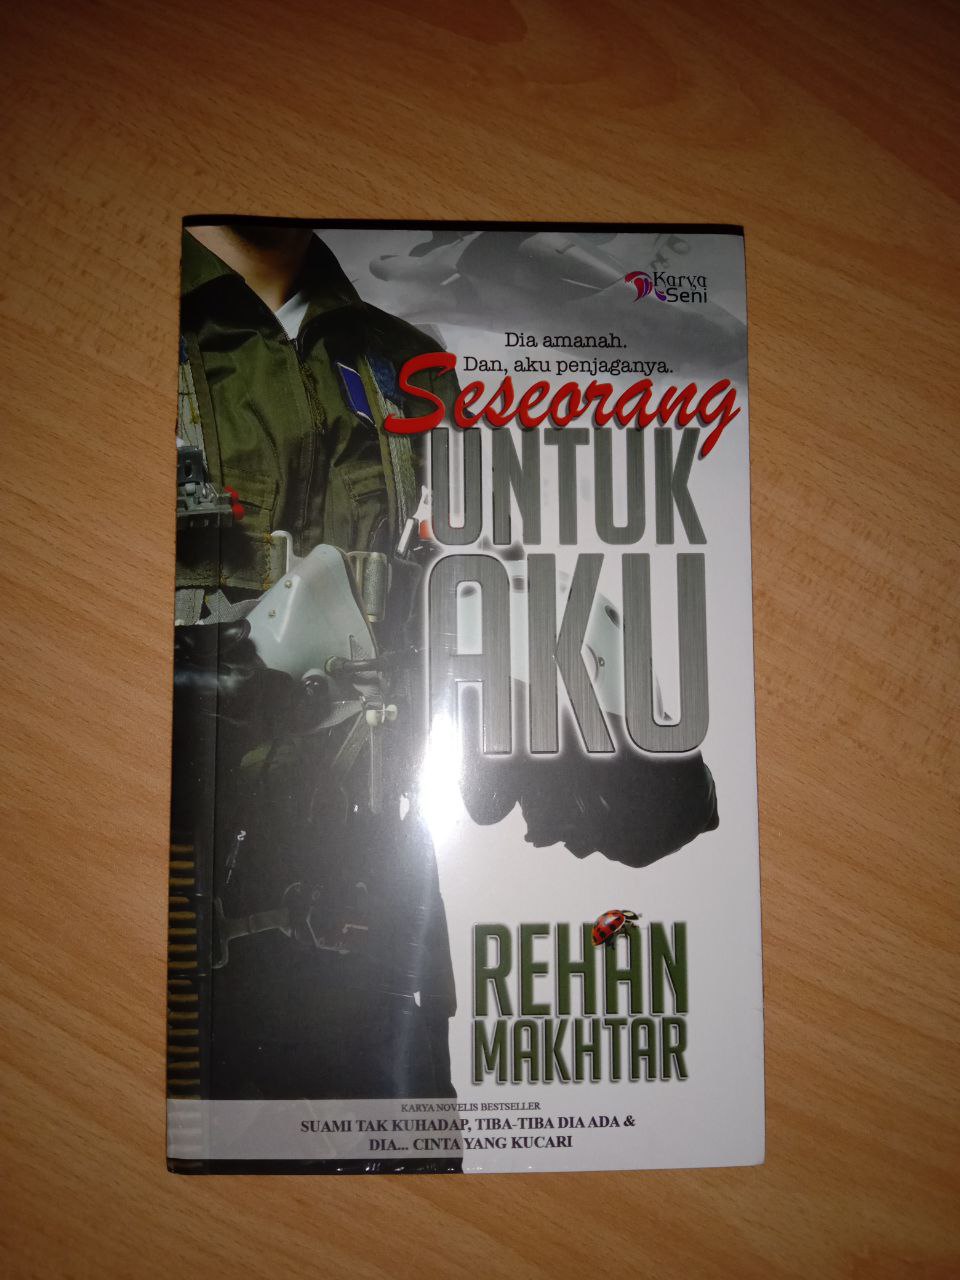 Karya
Seni
Dia amanah.
Dan, aku penjaganya.
Seseorang
UNTUK
AKU
REHAN
MAKHTAR
KARYA NOVELIS BESTSELLER
SUAMI TAK KUHADAP, TIBA-TIBA DIA ADA &
DIA... CINTA YANG KUCARI